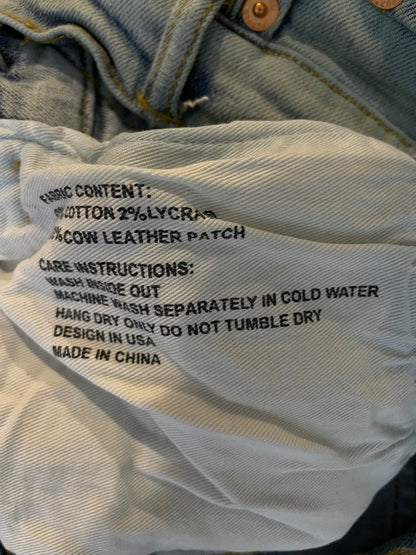 FABRIC CONTENT:
COTTON 2%LYCRA®
%COW LEATHER PATCH
CARE INSTRUCTIONS:
WASH INSIDE OUT
MACHINE WASH SEPARATELY IN COLD WATER
HANG DRY ONLY DO NOT TUMBLE DRY
DESIGN IN USA
MADE IN CHINA